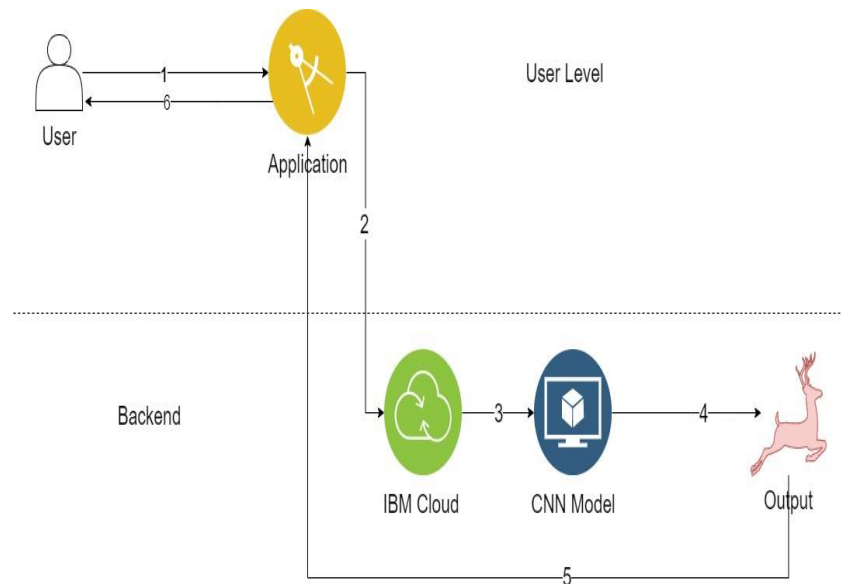 1
User Level
6
User
Application
2
Backend
3
4
IBM Cloud
CNN Model
Output
5